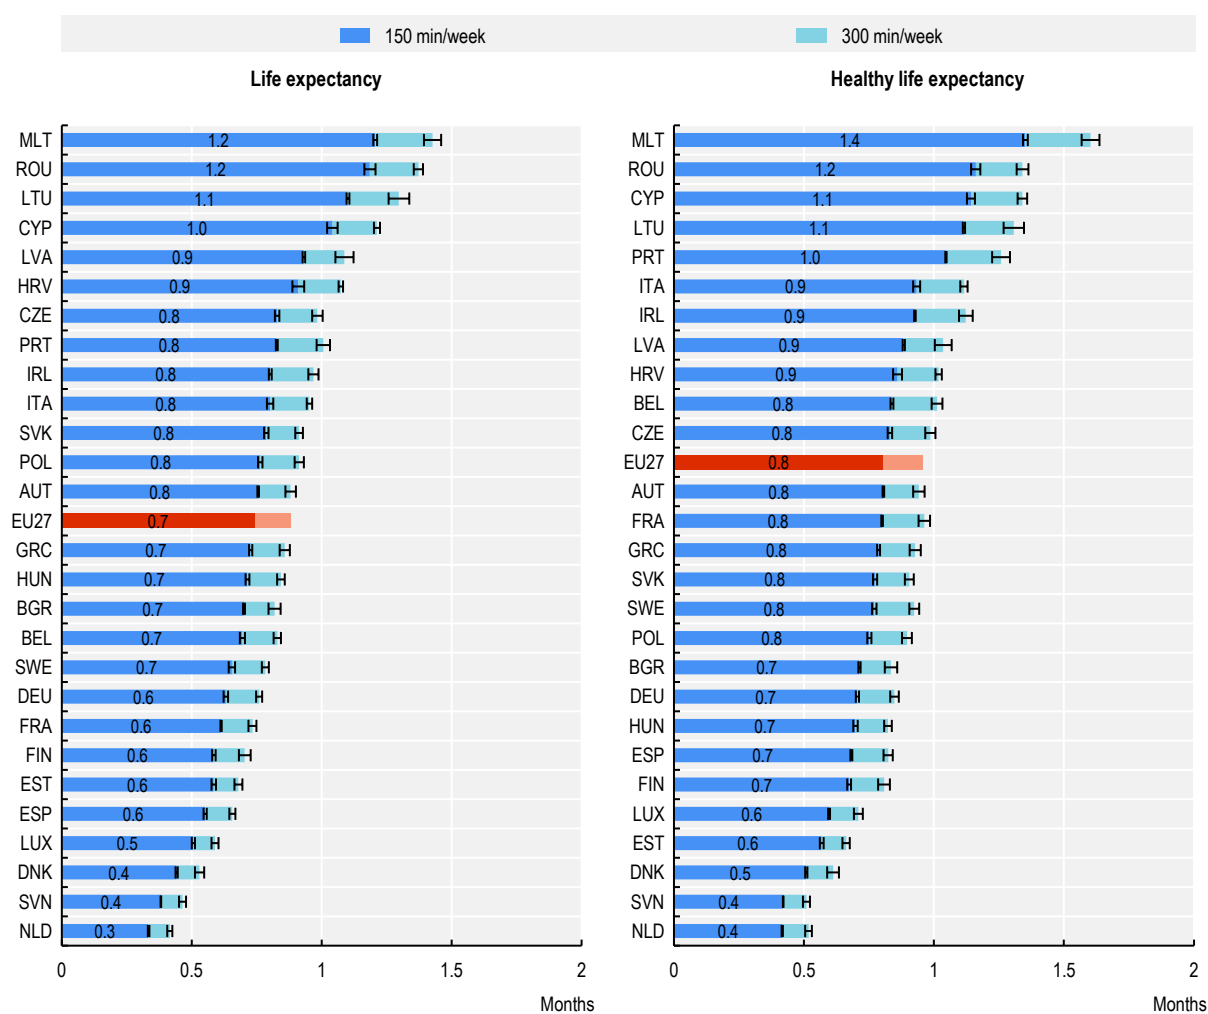 150 min/week 300 min/week
Life expectancy
MLT 1.2
ROU 1.2
LTU 1.1
CYP 1.0
LVA 0.9
HRV 0.9
CZE 0.8
PRT 0.8
IRL 0.8
ITA 0.8
SVK 0.8
POL 0.8
AUT 0.8
EU27 0.7
GRC 0.7
HUN 0.7
BGR 0.7
BEL 0.7
SWE 0.7
DEU 0.6
FRA 0.6
FIN 0.6
EST 0.6
ESP 0.6
LUX 0.5
DNK 0.4
SVN 0.4
NLD 0.3
0 0.5 1 1.5 2
Months
Healthy life expectancy
MLT 1.4
ROU 1.2
CYP 1.1
LTU 1.1
PRT 1.0
ITA 0.9
IRL 0.9
LVA 0.9
HRV 0.9
BEL 0.8
CZE 0.8
EU27 0.8
AUT 0.8
FRA 0.8
GRC 0.8
SVK 0.8
SWE 0.8
POL 0.8
BGR 0.7
DEU 0.7
HUN 0.7
ESP 0.7
FIN 0.7
LUX 0.6
EST 0.6
DNK 0.5
SVN 0.4
NLD 0.4
0 0.5 1 1.5 2
Months